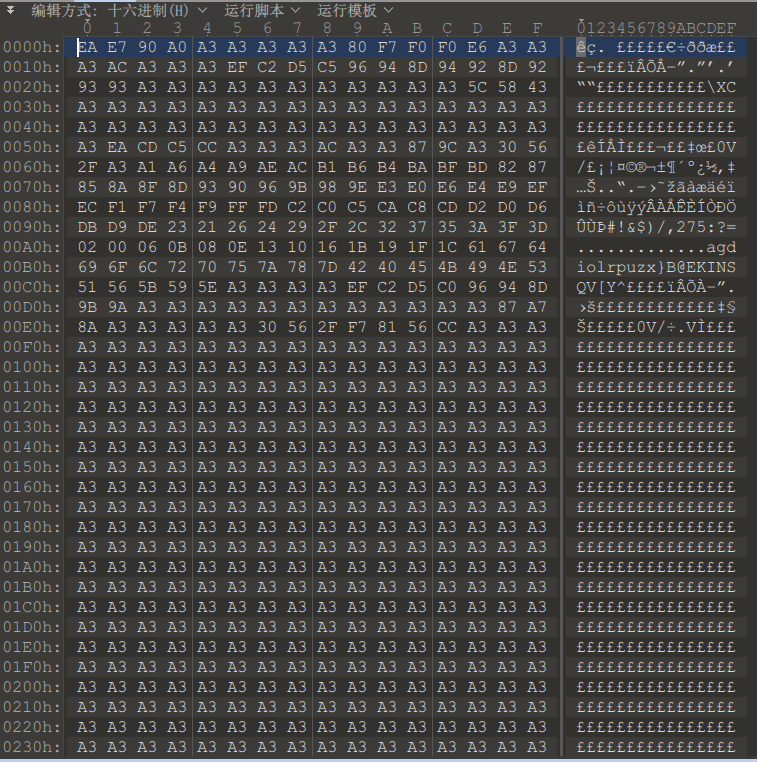 编辑方式: 十六进制(H) 运行脚本 运行模板
0 1 2 3 4 5 6 7 8 9 A B C D E F 0123456789ABCDEF
0000h: EA E7 90 A0 A3 A3 A3 A3 A3 80 F7 F0 F0 E6 A3 A3 êç. £££££€÷ððæ££
0010h: A3 AC A3 A3 A3 EF C2 D5 C5 96 94 8D 94 92 8D 92 £¬£££ïÂÕÅ–”.”’.’
0020h: 93 93 A3 A3 A3 A3 A3 A3 A3 A3 A3 A3 A3 5C 58 43 ““£££££££££££\XC
0030h: A3 A3 A3 A3 A3 A3 A3 A3 A3 A3 A3 A3 A3 A3 A3 A3 ££££££££££££££££
0040h: A3 A3 A3 A3 A3 A3 A3 A3 A3 A3 A3 A3 A3 A3 A3 A3 ££££££££££££££££
0050h: A3 EA CD C5 CC A3 A3 A3 AC A3 A3 87 9C A3 30 56 £êÍÅÌ£££¬££‡œ£0V
0060h: 2F A3 A1 A6 A4 A9 AE AC B1 B6 B4 BA BF BD 82 87 /£¡¦¤©®¬±¶´º¿½‚‡
0070h: 85 8A 8F 8D 93 90 96 9B 98 9E E3 E0 E6 E4 E9 EF …Š..“.–›˜žãàæäéï
0080h: EC F1 F7 F4 F9 FF FD C2 C0 C5 CA C8 CD D2 D0 D6 ìñ÷ôùÿýÂÀÅÊÈÍÒÐÖ
0090h: DB D9 DE 23 21 26 24 29 2F 2C 32 37 35 3A 3F 3D ÛÙÞ#!&$)/,275:?=
00A0h: 02 00 06 0B 08 0E 13 10 16 1B 19 1F 1C 61 67 64 .............agd
00B0h: 69 6F 6C 72 70 75 7A 78 7D 42 40 45 4B 49 4E 53 iolrpuzx}B@EKINS
00C0h: 51 56 5B 59 5E A3 A3 A3 A3 EF C2 D5 C0 96 94 8D QV[Y^££££ïÂÕÀ–”.
00D0h: 9B 9A A3 A3 A3 A3 A3 A3 A3 A3 A3 A3 A3 A3 87 A7 ›š££££££££££££‡§
00E0h: 8A A3 A3 A3 A3 A3 30 56 2F F7 81 56 CC A3 A3 A3 Š£££££0V/÷.VÌ£££
00F0h: A3 A3 A3 A3 A3 A3 A3 A3 A3 A3 A3 A3 A3 A3 A3 A3 ££££££££££££££££
0100h: A3 A3 A3 A3 A3 A3 A3 A3 A3 A3 A3 A3 A3 A3 A3 A3 ££££££££££££££££
0110h: A3 A3 A3 A3 A3 A3 A3 A3 A3 A3 A3 A3 A3 A3 A3 A3 ££££££££££££££££
0120h: A3 A3 A3 A3 A3 A3 A3 A3 A3 A3 A3 A3 A3 A3 A3 A3 ££££££££££££££££
0130h: A3 A3 A3 A3 A3 A3 A3 A3 A3 A3 A3 A3 A3 A3 A3 A3 ££££££££££££££££
0140h: A3 A3 A3 A3 A3 A3 A3 A3 A3 A3 A3 A3 A3 A3 A3 A3 ££££££££££££££££
0150h: A3 A3 A3 A3 A3 A3 A3 A3 A3 A3 A3 A3 A3 A3 A3 A3 ££££££££££££££££
0160h: A3 A3 A3 A3 A3 A3 A3 A3 A3 A3 A3 A3 A3 A3 A3 A3 ££££££££££££££££
0170h: A3 A3 A3 A3 A3 A3 A3 A3 A3 A3 A3 A3 A3 A3 A3 A3 ££££££££££££££££
0180h: A3 A3 A3 A3 A3 A3 A3 A3 A3 A3 A3 A3 A3 A3 A3 A3 ££££££££££££££££
0190h: A3 A3 A3 A3 A3 A3 A3 A3 A3 A3 A3 A3 A3 A3 A3 A3 ££££££££££££££££
01A0h: A3 A3 A3 A3 A3 A3 A3 A3 A3 A3 A3 A3 A3 A3 A3 A3 ££££££££££££££££
01B0h: A3 A3 A3 A3 A3 A3 A3 A3 A3 A3 A3 A3 A3 A3 A3 A3 ££££££££££££££££
01C0h: A3 A3 A3 A3 A3 A3 A3 A3 A3 A3 A3 A3 A3 A3 A3 A3 ££££££££££££££££
01D0h: A3 A3 A3 A3 A3 A3 A3 A3 A3 A3 A3 A3 A3 A3 A3 A3 ££££££££££££££££
01E0h: A3 A3 A3 A3 A3 A3 A3 A3 A3 A3 A3 A3 A3 A3 A3 A3 ££££££££££££££££
01F0h: A3 A3 A3 A3 A3 A3 A3 A3 A3 A3 A3 A3 A3 A3 A3 A3 ££££££££££££££££
0200h: A3 A3 A3 A3 A3 A3 A3 A3 A3 A3 A3 A3 A3 A3 A3 A3 ££££££££££££££££
0210h: A3 A3 A3 A3 A3 A3 A3 A3 A3 A3 A3 A3 A3 A3 A3 A3 ££££££££££££££££
0220h: A3 A3 A3 A3 A3 A3 A3 A3 A3 A3 A3 A3 A3 A3 A3 A3 ££££££££££££££££
0230h: A3 A3 A3 A3 A3 A3 A3 A3 A3 A3 A3 A3 A3 A3 A3 A3 ££££££££££££££££